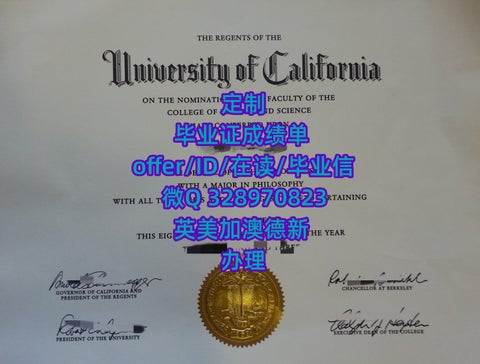 THE REGENTS OF THE
University of California
ON THE NOMINATI FACULTY OF THE
COLLEGE OF D SCIENCE
定制
毕业证成绩单
offer/ID/在读/毕业信
WITH A MAJOR IN PHILOSOPHY
微Q 328970823
WITH ALL T TAINING
英美加澳德新
THIS EIG THE YEAR
办理
GOVERNOR OF CALIFORNIA AND
PRESIDENT OF THE REGENTS
CHANCELLOR AT BERKELEY
PRESIDENT OF THE UNIVERSITY
EXECUTIVE DEAN OF THE COLLEGE